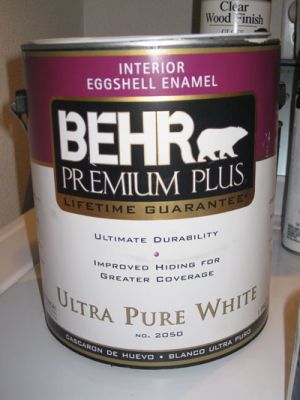 Clear
Wood Finish
INTERIOR
EGGSHELL ENAMEL
BEHR
PREMIUM PLUS
LIFETIME GUARANTEE*
ULTIMATE DURABILITY
IMPROVED HIDING FOR
GREATER COVERAGE
ULTRA PURE WHITE
NO. 2050
CASCARON DE HUEVO • BLANCO ULTRA PURO